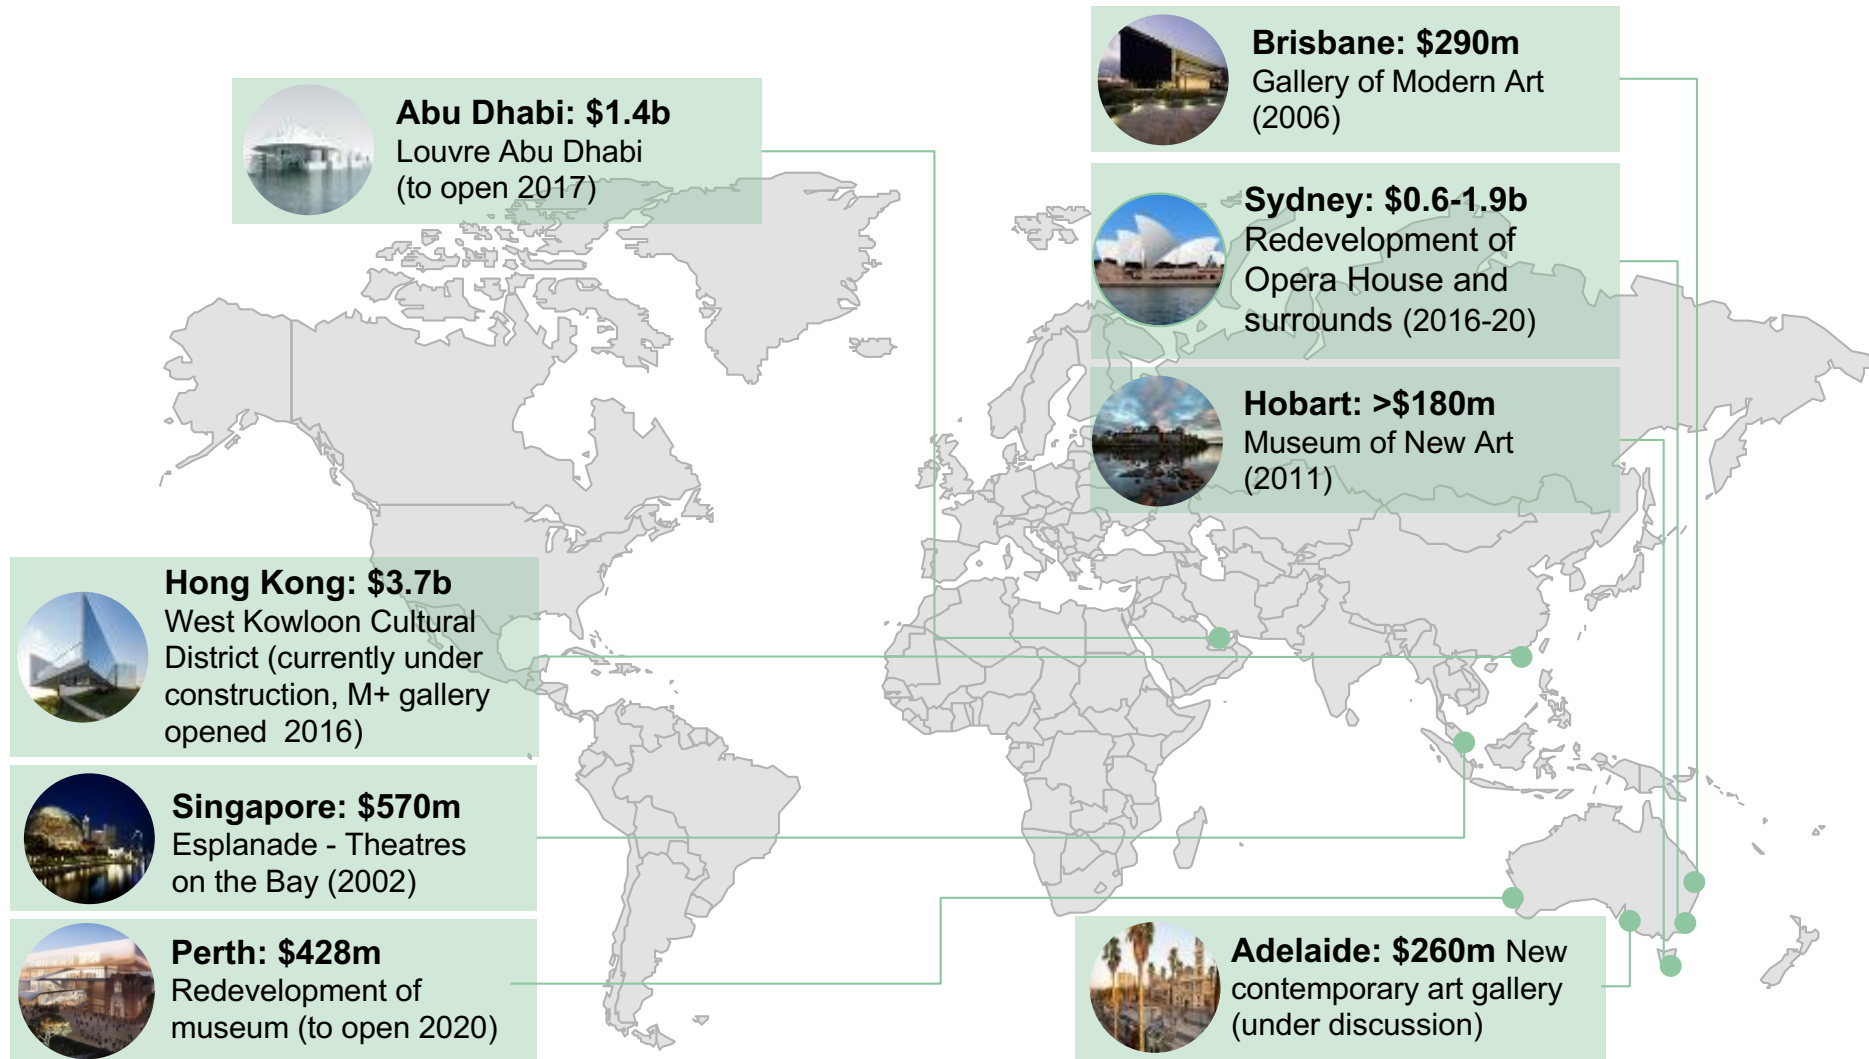 Abu Dhabi: $1.4b
Louvre Abu Dhabi
(to open 2017)
Brisbane: $290m
Gallery of Modern Art
(2006)
Sydney: $0.6-1.9b
Redevelopment of
Opera House and
surrounds (2016-20)
Hobart: >$180m
Museum of New Art
(2011)
Hong Kong: $3.7b
West Kowloon Cultural
District (currently under
construction, M+ gallery
opened  2016)
Singapore: $570m
Esplanade - Theatres
on the Bay (2002)
Perth: $428m
Redevelopment of
museum (to open 2020)
Adelaide: $260m New
contemporary art gallery
(under discussion)